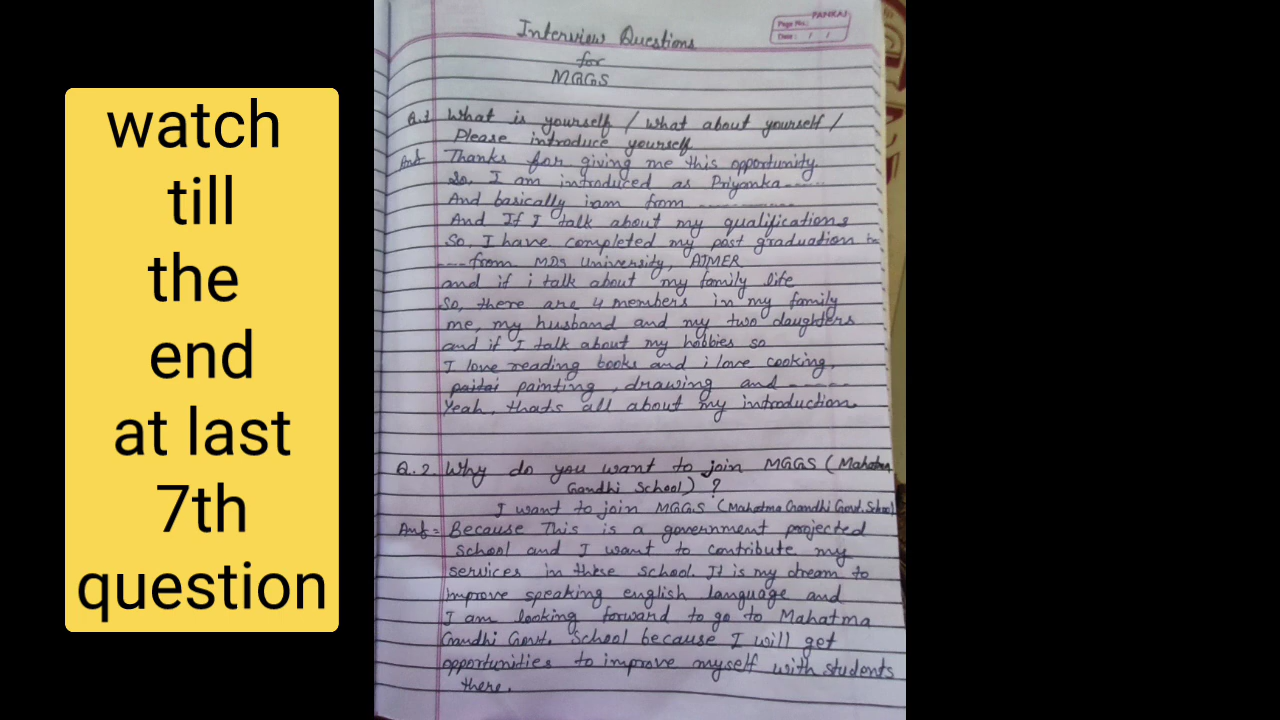 watch
till
the
end
at last
7th
question
PANKAJ
Page No.:
Date: / /
Interview Questions
for
MGGS
Q.1 What is yourself / what about yourself /
Please introduce yourself
Ans Thanks for giving me this opportunity.
So, I am introduced as Priyanka ------
And basically iam from ------------
And If I talk about my qualifications
So, I have completed my post graduation in
--- from MDS University, AJMER
and if i talk about my family life
So, there are 4 members in my family
me, my husband and my two daughters
and if I talk about my hobbies so
I love reading books and i love cooking,
painting, drawing and ------
Yeah, thats all about my introduction.
Q.2 Why do you want to join MGGS (Mahatma
Gandhi School) ?
I want to join MGGS (Mahatma Ghandhi Govt. School
Ans = Because This is a government projected
school and I want to contribute my
services in these school. It is my dream to
improve speaking english language and
I am looking forward to go to Mahatma
Gandhi Govt. School because I will get
opportunities to improve myself with students
there.